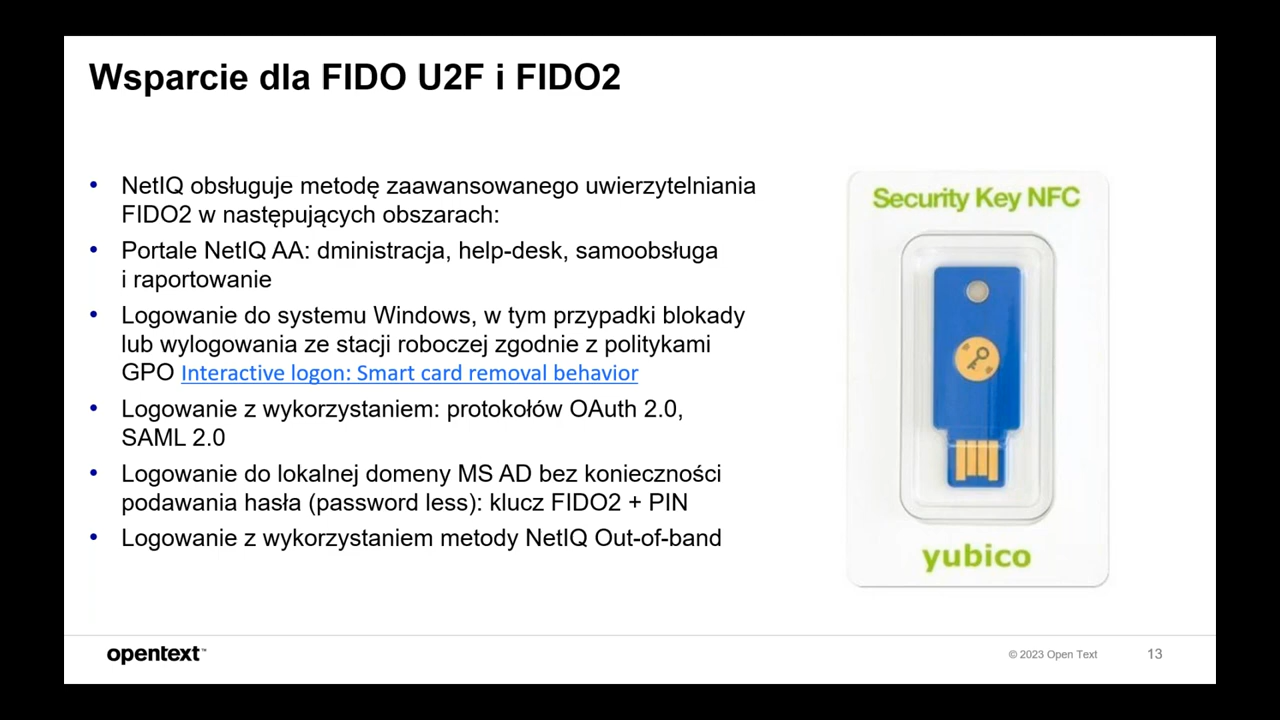 Wsparcie dla FIDO U2F i FIDO2
• NetIQ obsługuje metodę zaawansowanego uwierzytelniania
FIDO2 w następujących obszarach:
• Portale NetIQ AA: dministracja, help-desk, samoobsługa
i raportowanie
• Logowanie do systemu Windows, w tym przypadki blokady
lub wylogowania ze stacji roboczej zgodnie z politykami
GPO Interactive logon: Smart card removal behavior
• Logowanie z wykorzystaniem: protokołów OAuth 2.0,
SAML 2.0
• Logowanie do lokalnej domeny MS AD bez konieczności
podawania hasła (password less): klucz FIDO2 + PIN
• Logowanie z wykorzystaniem metody NetIQ Out-of-band
Security Key NFC
yubico
opentext™
© 2023 Open Text
13